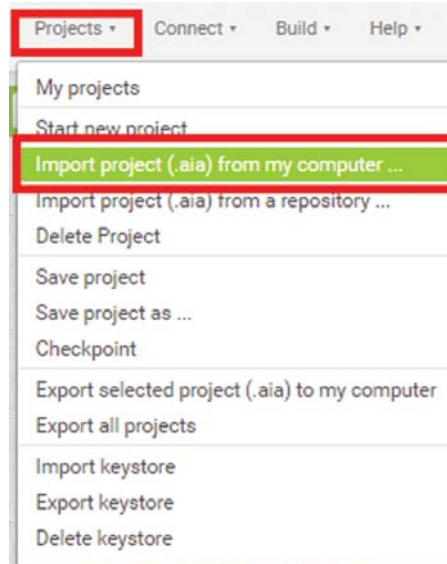 Projects ▾ Connect ▾ Build ▾ Help ▾
My projects
Start new project
Import project (.aia) from my computer ...
Import project (.aia) from a repository ...
Delete Project
Save project
Save project as ...
Checkpoint
Export selected project (.aia) to my computer
Export all projects
Import keystore
Export keystore
Delete keystore